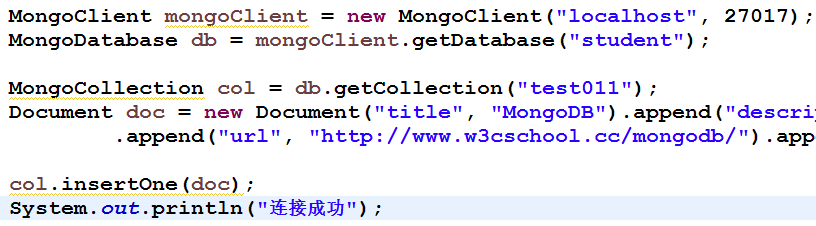 MongoClient mongoClient = new MongoClient("localhost", 27017);
MongoDatabase db = mongoClient.getDatabase("student");
MongoCollection col = db.getCollection("test011");
Document doc = new Document("title", "MongoDB").append("descrip
.append("url", "http://www.w3cschool.cc/mongodb/").appe
col.insertOne(doc);
System.out.println("连接成功");